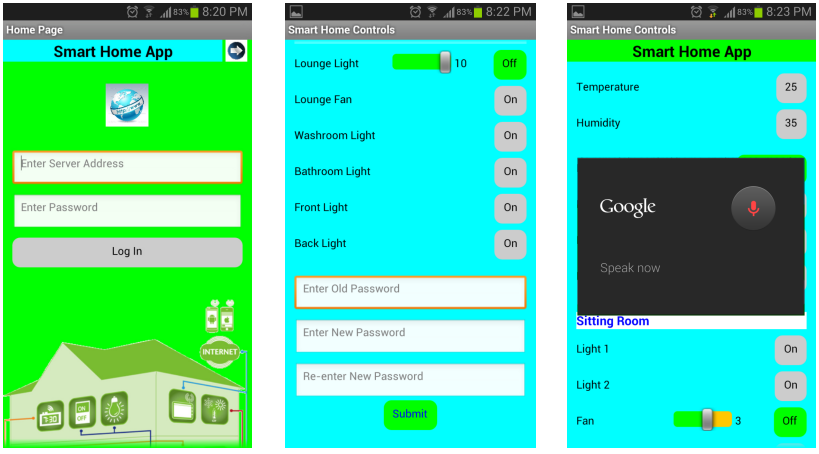 83% 8:20 PM
Home Page
Smart Home App
Enter Server Address
Enter Password
Log In
INTERNET
7:30
ON
OFF
83% 8:22 PM
Smart Home Controls
Lounge Light 10 Off
Lounge Fan On
Washroom Light On
Bathroom Light On
Front Light On
Back Light On
Enter Old Password
Enter New Password
Re-enter New Password
Submit
83% 8:23 PM
Smart Home Controls
Smart Home App
Temperature 25
Humidity 35
Google
Speak now
Sitting Room
Light 1 On
Light 2 On
Fan 3 Off